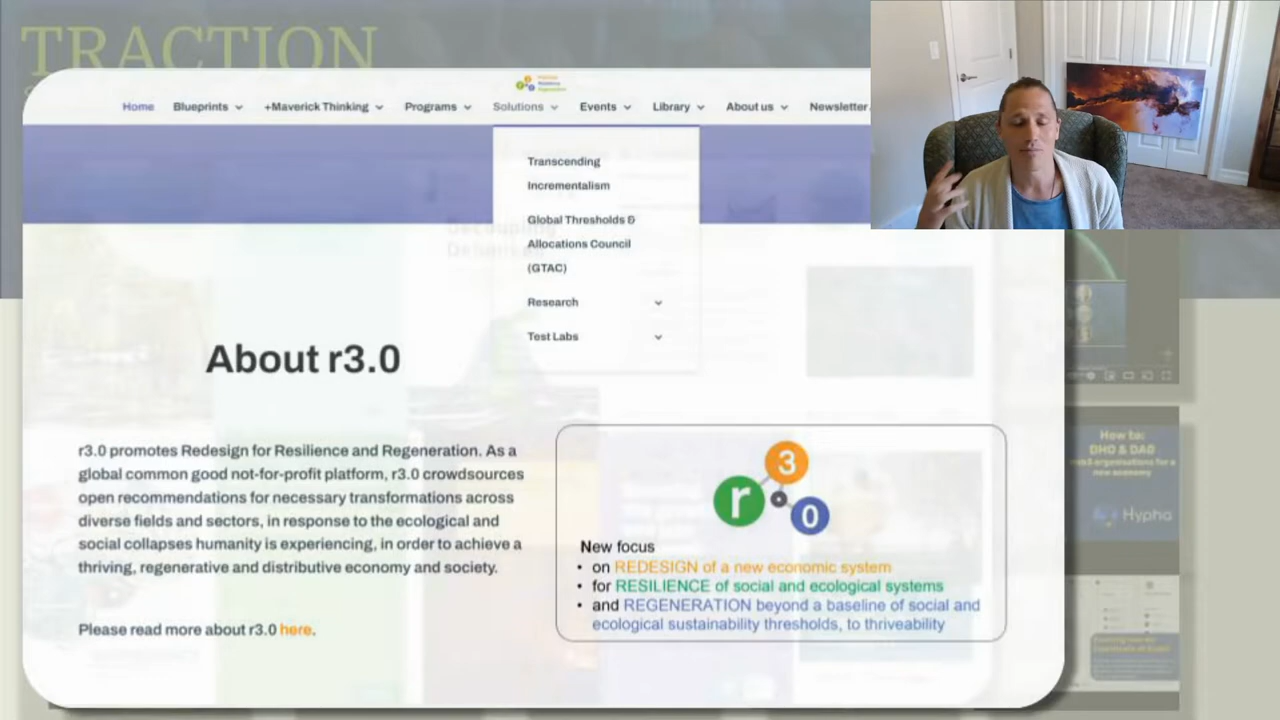 TRACTION
Home Blueprints +Maverick Thinking Programs Solutions Events Library About us Newsletter
Transcending
Incrementalism
Global Thresholds &
Allocations Council
(GTAC)
Research
Test Labs
About r3.0
r3.0 promotes Redesign for Resilience and Regeneration. As a
global common good not-for-profit platform, r3.0 crowdsources
open recommendations for necessary transformations across
diverse fields and sectors, in response to the ecological and
social collapses humanity is experiencing, in order to achieve a
thriving, regenerative and distributive economy and society.
Please read more about r3.0 here.
r 3 0
New focus
• on REDESIGN of a new economic system
• for RESILIENCE of social and ecological systems
• and REGENERATION beyond a baseline of social and
ecological sustainability thresholds, to thriveability
How to:
DHO & DAO
organisations for a
new economy
Hypha